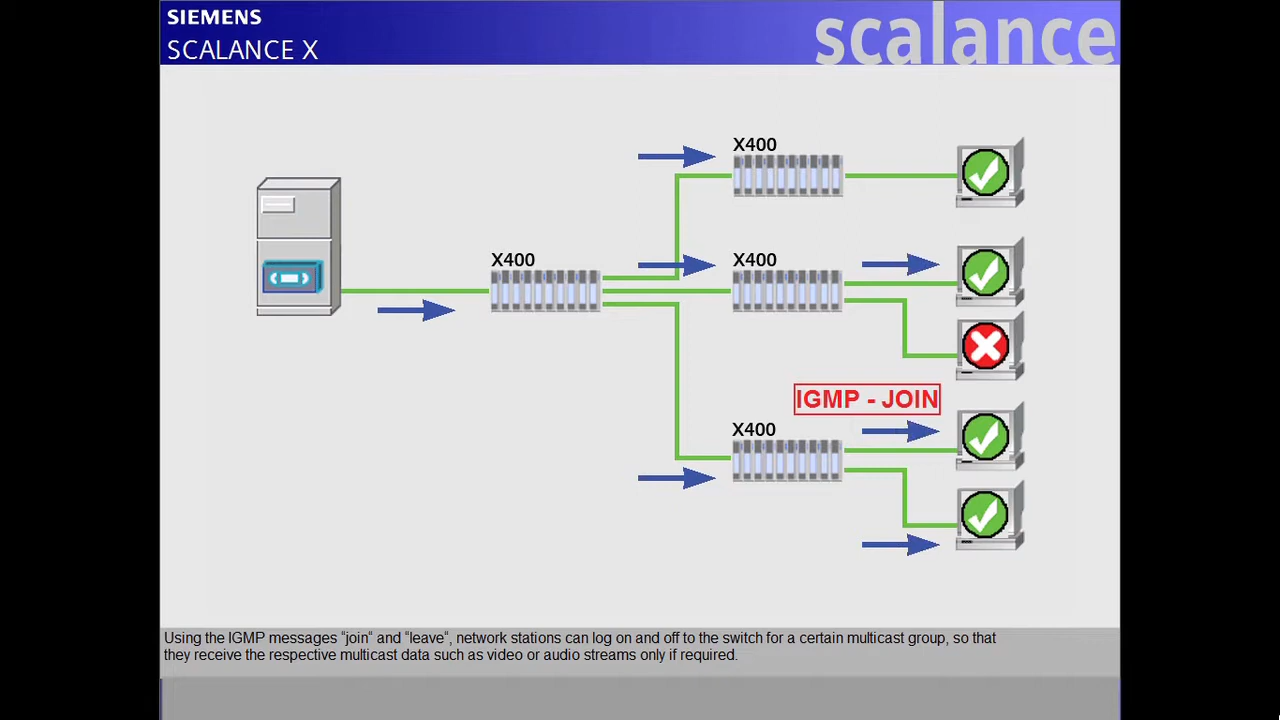 SIEMENS
SCALANCE X
scalance
X400
X400
X400
IGMP - JOIN
X400
Using the IGMP messages “join“ and “leave“, network stations can log on and off to the switch for a certain multicast group, so that
they receive the respective multicast data such as video or audio streams only if required.